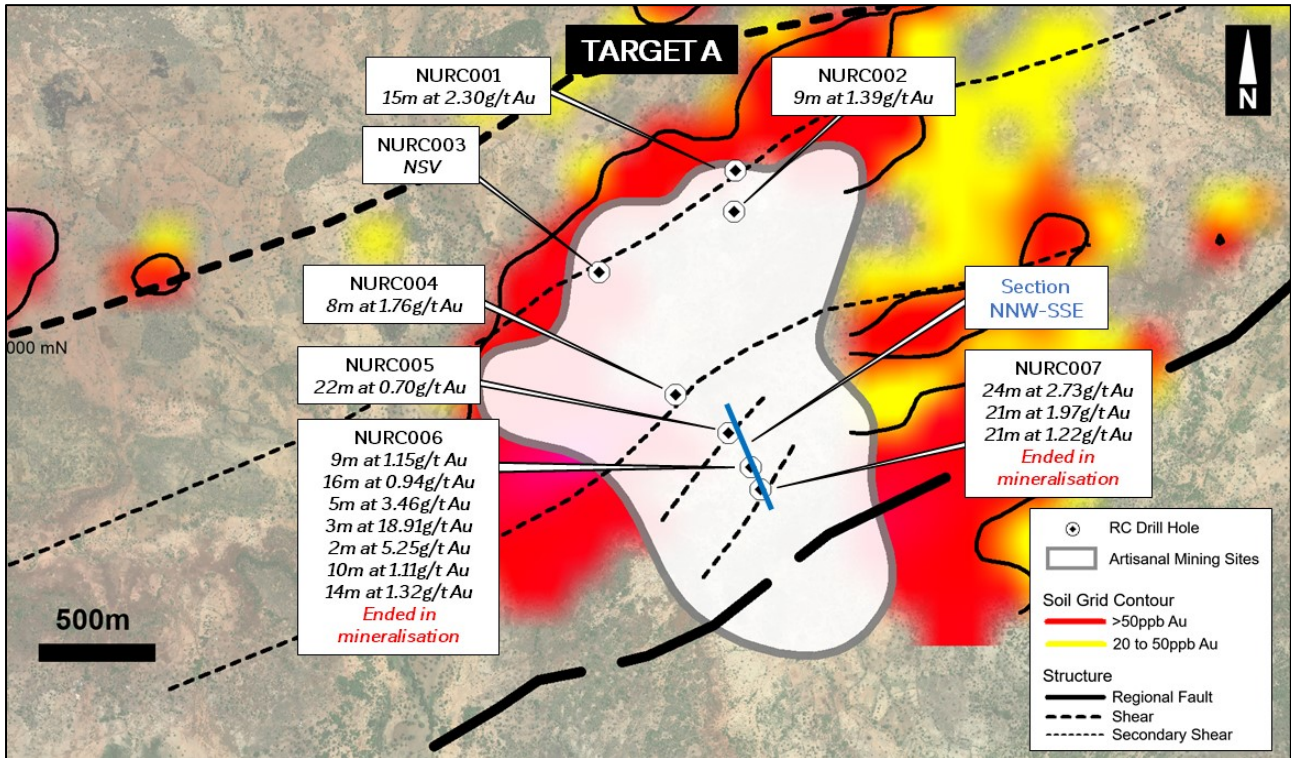 TARGET A
N
NURC001
15m at 2.30g/t Au
NURC002
9m at 1.39g/t Au
NURC003
NSV
NURC004
8m at 1.76g/t Au
Section
NNW-SSE
000 mN
NURC005
22m at 0.70g/t Au
NURC007
24m at 2.73g/t Au
21m at 1.97g/t Au
21m at 1.22g/t Au
Ended in
mineralisation
NURC006
9m at 1.15g/t Au
16m at 0.94g/t Au
5m at 3.46g/t Au
3m at 18.91g/t Au
2m at 5.25g/t Au
10m at 1.11g/t Au
14m at 1.32g/t Au
Ended in
mineralisation
500m
RC Drill Hole
Artisanal Mining Sites
Soil Grid Contour
>50ppb Au
20 to 50ppb Au
Structure
Regional Fault
Shear
Secondary Shear